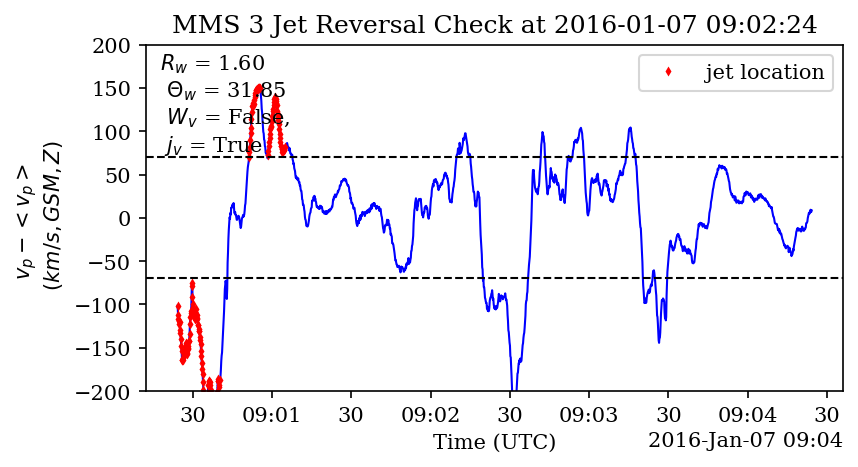 MMS 3 Jet Reversal Check at 2016-01-07 09:02:24
R_w = 1.60
Θ_w = 31.85
W_v = False,
j_v = True
jet location
200
150
100
50
0
−50
−100
−150
−200
v_p − < v_p >
(km/s, GSM, Z)
30 09:01 30 09:02 30 09:03 30 09:04 30
Time (UTC)
2016-Jan-07 09:04